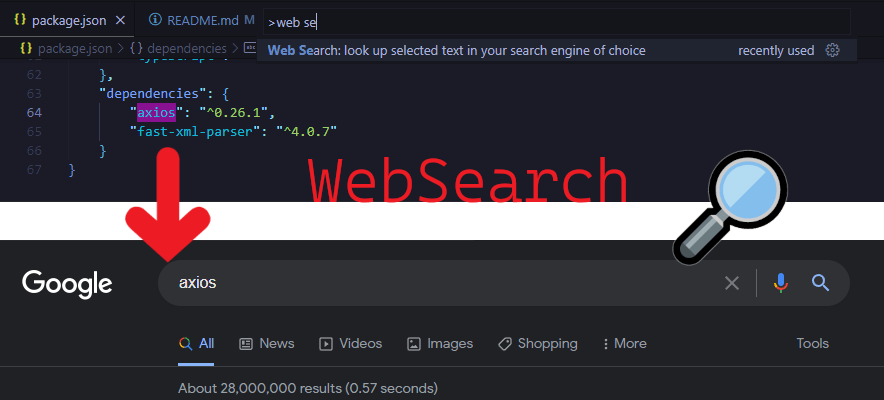 {} package.json
README.md M
>web se
{} package.json > {} dependencies > abc
Web Search: look up selected text in your search engine of choice recently used
62 },
63 "dependencies": {
64 "axios": "^0.26.1",
65 "fast-xml-parser": "^4.0.7"
66 }
67 }
WebSearch
Google
axios
All News Videos Images Shopping More Tools
About 28,000,000 results (0.57 seconds)